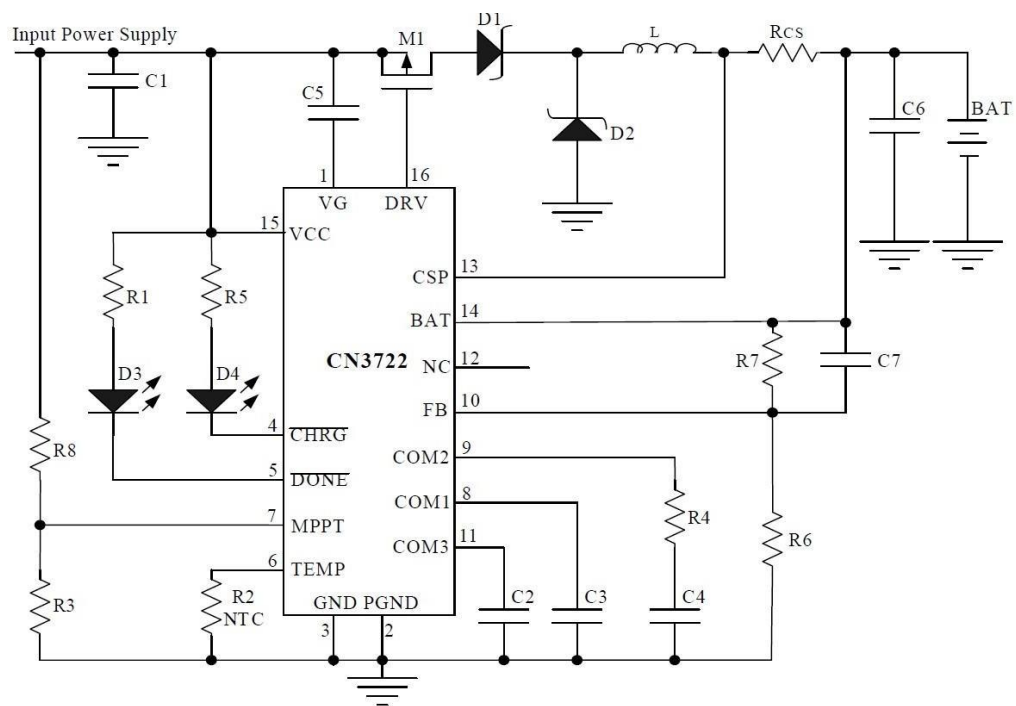 Input Power Supply
D1
M1
L
RCS
C1
C5
D2
C6
BAT
1
16
VG
DRV
15
VCC
13
CSP
R1
R5
14
BAT
R7
C7
CN3722
12
NC
D3
D4
10
FB
4
CHRG
R8
9
COM2
5
DONE
8
COM1
R4
7
MPPT
11
COM3
R6
6
TEMP
R3
R2
NTC
GND PGND
C2
C3
C4
3
2